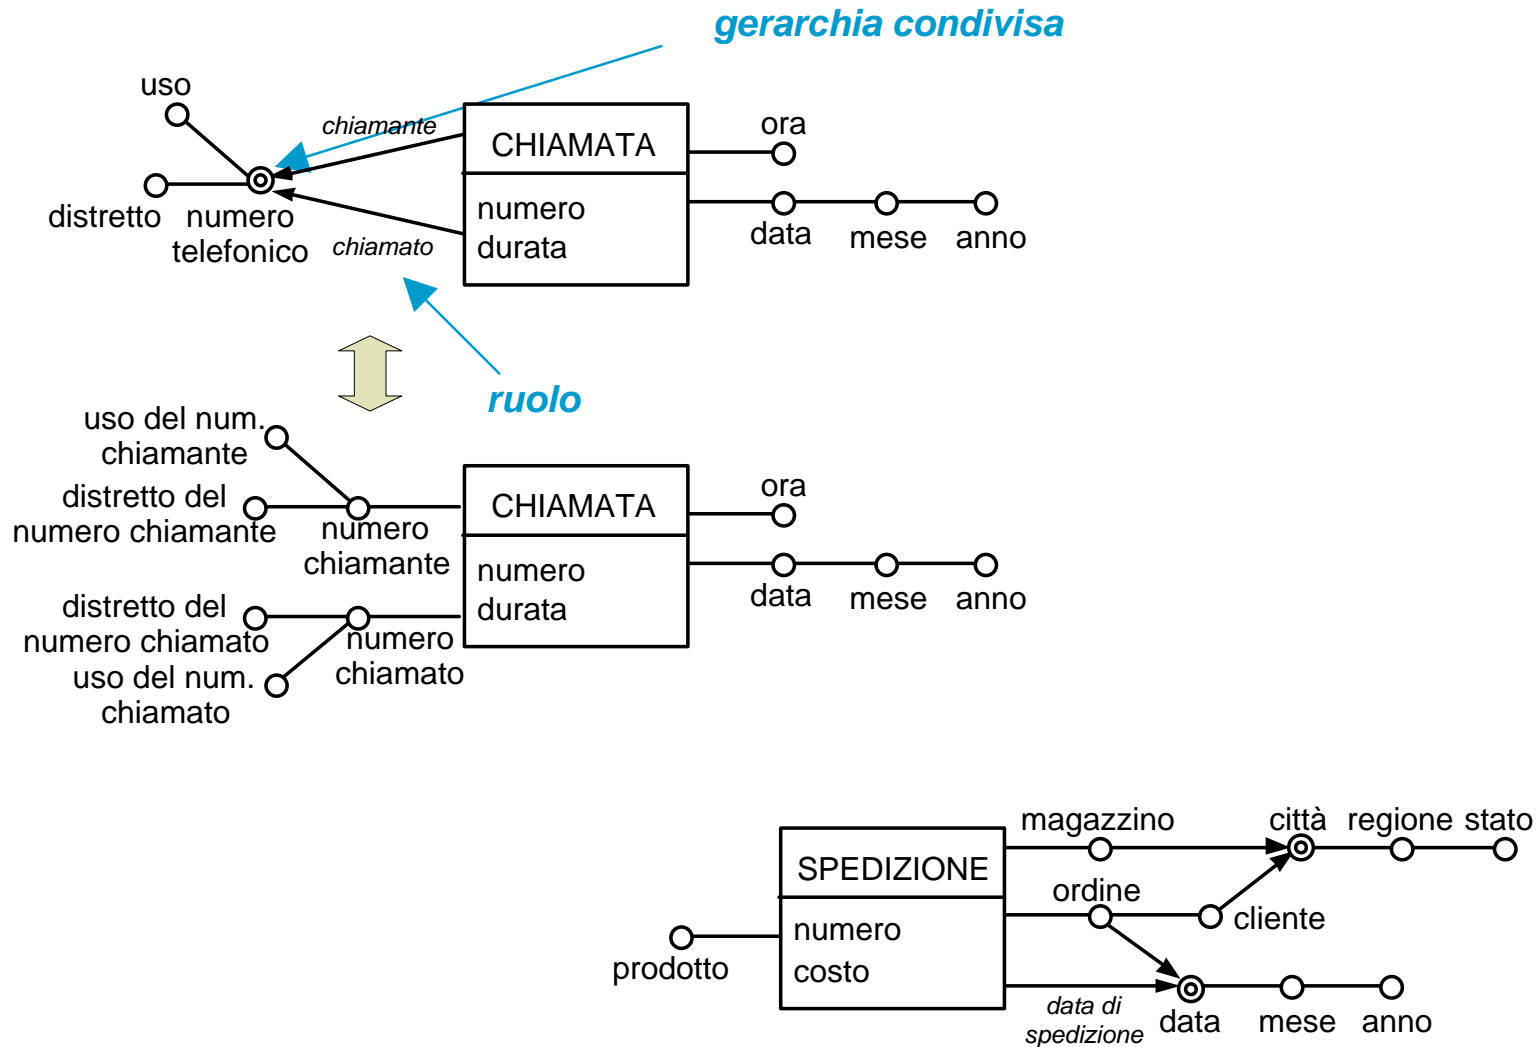 gerarchia condivisa
uso
chiamante
CHIAMATA
ora
distretto
numero
telefonico
chiamato
numero
durata
data
mese
anno
ruolo
uso del num.
chiamante
distretto del
numero chiamante
numero
chiamante
CHIAMATA
ora
numero
durata
data
mese
anno
distretto del
numero chiamato
numero
chiamato
uso del num.
chiamato
magazzino
città
regione
stato
SPEDIZIONE
ordine
cliente
numero
costo
prodotto
data di
spedizione
data
mese
anno